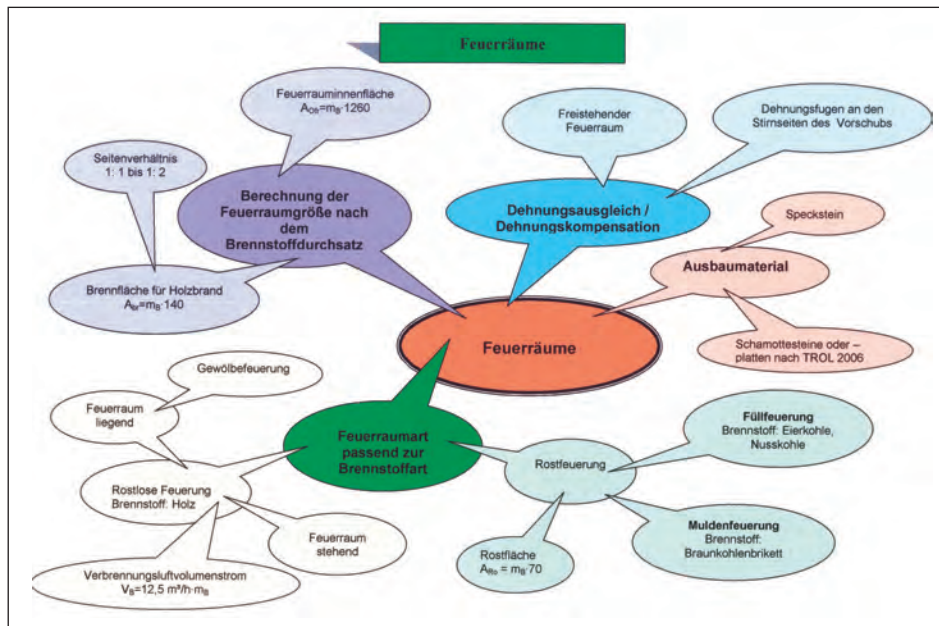 Feuerräume
Feuerrauminnenfläche
A_Ob=m_B·1260
Seitenverhältnis
1: 1 bis 1: 2
Berechnung der
Feuerraumgröße nach
dem
Brennstoffdurchsatz
Brennfläche für Holzbrand
A_br=m_B·140
Freistehender
Feuerraum
Dehnungsfugen an den
Stirnseiten des Vorschubs
Dehnungsausgleich /
Dehnungskompensation
Speckstein
Ausbaumaterial
Schamottesteine oder –
platten nach TROL 2006
Feuerräume
Gewölbefeuerung
Feuerraum
liegend
Feuerraumart
passend zur
Brennstoffart
Rostlose Feuerung
Brennstoff: Holz
Feuerraum
stehend
Verbrennungsluftvolumenstrom
V_B=12,5 m³/h·m_B
Rostfeuerung
Füllfeuerung
Brennstoff: Eierkohle,
Nusskohle
Muldenfeuerung
Brennstoff:
Braunkohlenbrikett
Rostfläche
A_Ro = m_B·70